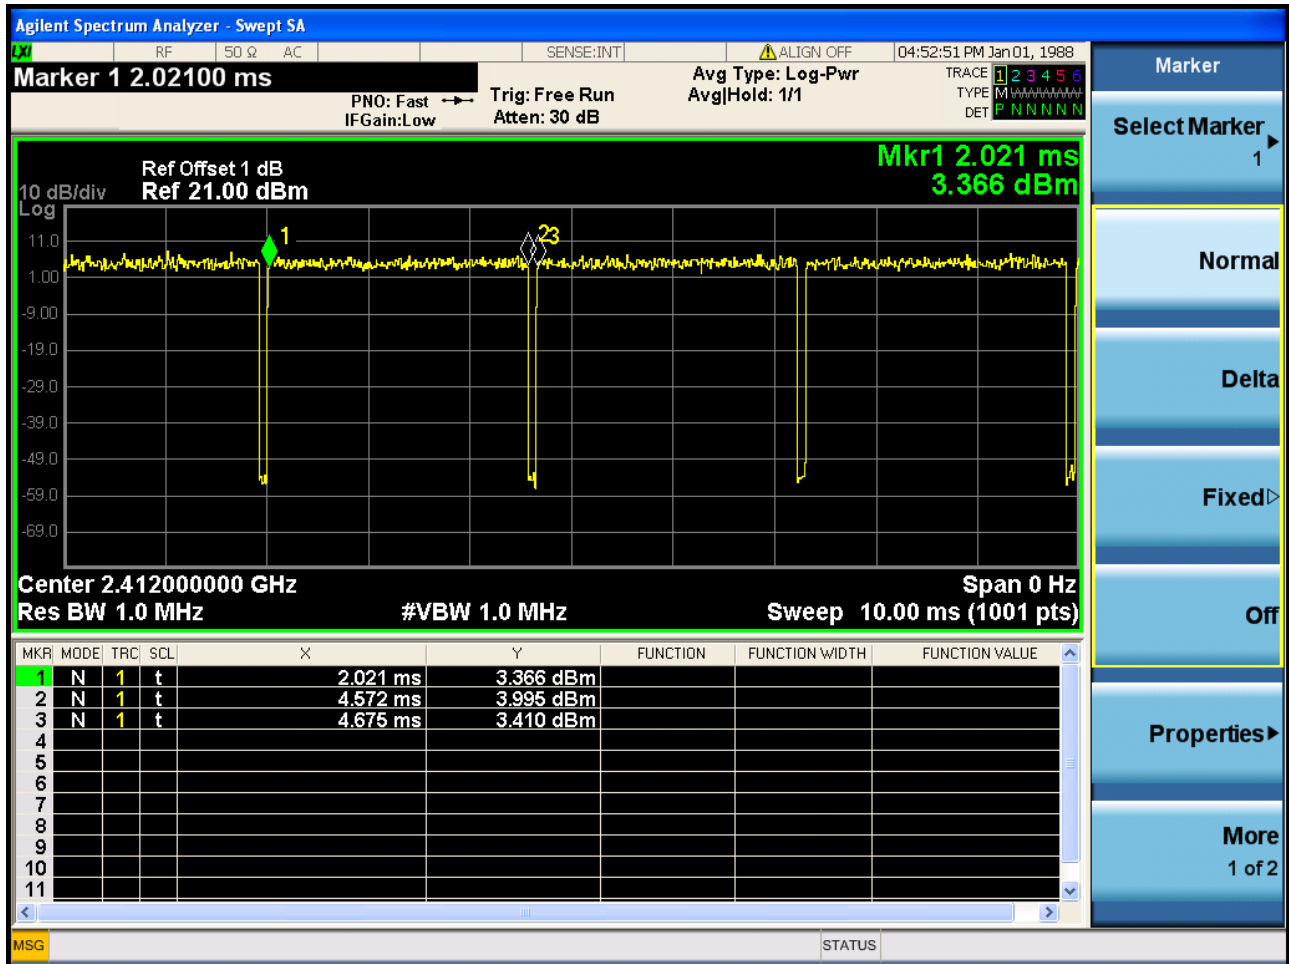 Agilent Spectrum Analyzer - Swept SA
LXI RF 50 Ω AC SENSE:INT ALIGN OFF 04:52:51 PM Jan 01, 1988
Marker 1 2.02100 ms
PNO: Fast
IFGain:Low
Trig: Free Run
Atten: 30 dB
Avg Type: Log-Pwr
Avg|Hold: 1/1
TRACE 1 2 3 4 5 6
TYPE M
DET P N N N N N
Mkr1 2.021 ms
3.366 dBm
Ref Offset 1 dB
10 dB/div Ref 21.00 dBm
Log
11.0
1.00
-9.00
-19.0
-29.0
-39.0
-49.0
-59.0
-69.0
1
2 3
Center 2.412000000 GHz Span 0 Hz
Res BW 1.0 MHz #VBW 1.0 MHz Sweep 10.00 ms (1001 pts)
MKR MODE TRC SCL X Y FUNCTION FUNCTION WIDTH FUNCTION VALUE
1 N 1 t 2.021 ms 3.366 dBm
2 N 1 t 4.572 ms 3.995 dBm
3 N 1 t 4.675 ms 3.410 dBm
4
5
6
7
8
9
10
11
MSG STATUS
Marker
Select Marker
1
Normal
Delta
Fixed
Off
Properties
More
1 of 2